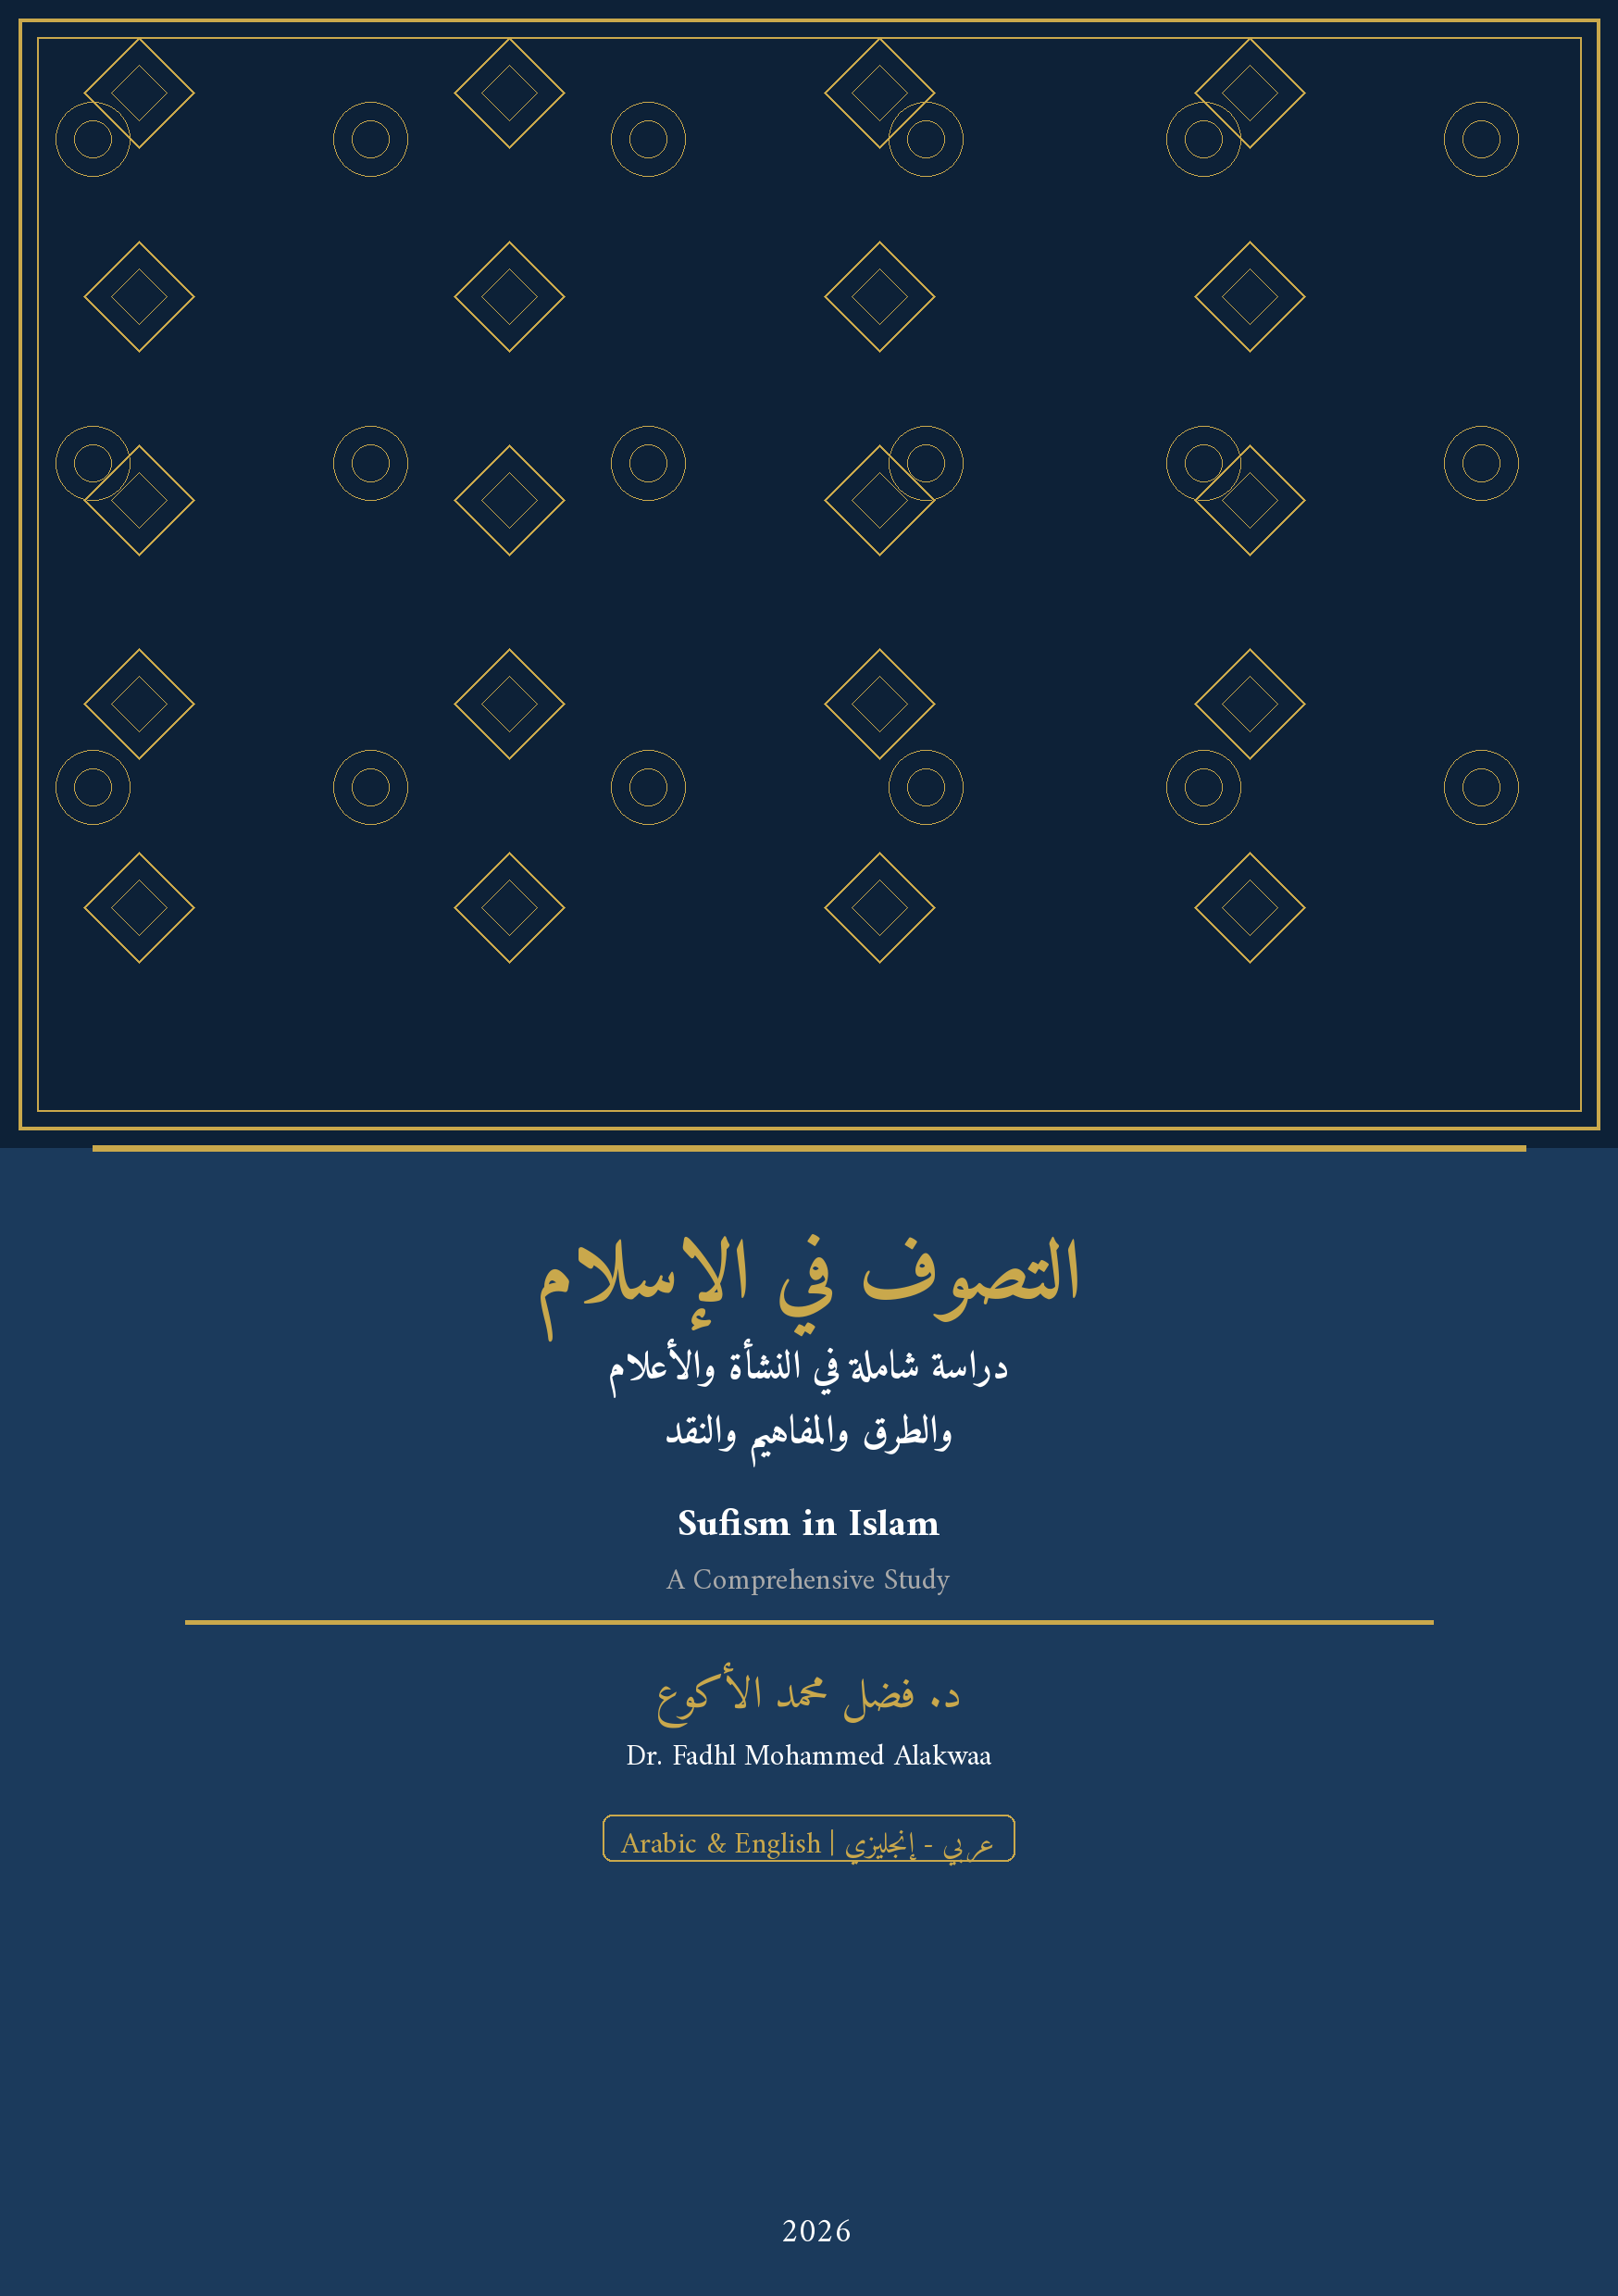 التصوف في الإسلام
دراسة شاملة في النشأة والأعلام
والطرق والمفاهيم والنقد
Sufism in Islam
A Comprehensive Study
د. فضل محمد الأكوع
Dr. Fadhl Mohammed Alakwaa
Arabic & English | عربي - إنجليزي
2026